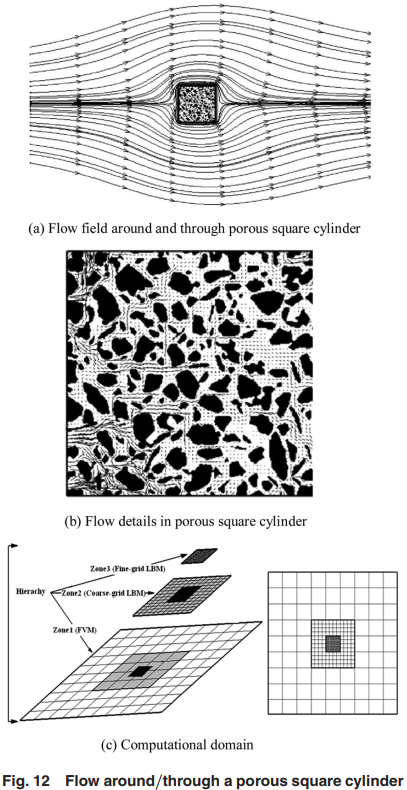 (a) Flow field around and through porous square cylinder
(b) Flow details in porous square cylinder
Zone3 (Fine-grid LBM)
Hierachy
Zone2 (Coarse-grid LBM)
Zone1 (FVM)
(c) Computational domain
Fig. 12 Flow around/through a porous square cylinder